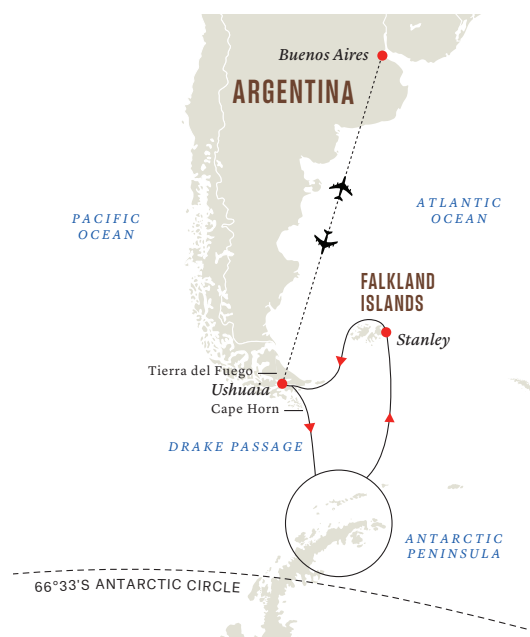 Buenos Aires
ARGENTINA
PACIFIC
OCEAN
ATLANTIC
OCEAN
FALKLAND
ISLANDS
Stanley
Tierra del Fuego
Ushuaia
Cape Horn
DRAKE PASSAGE
ANTARCTIC
PENINSULA
66°33'S ANTARCTIC CIRCLE